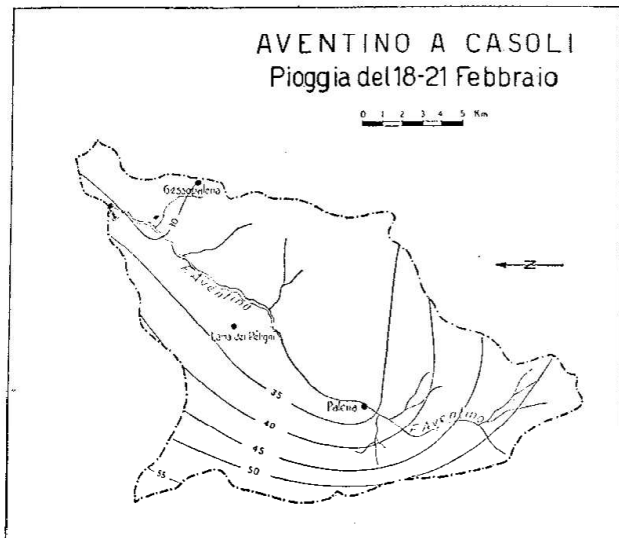 AVENTINO A CASOLI
Pioggia del 18-21 Febbraio
0 1 2 3 4 5 Km
Gessopalena
10
N
F. Aventino
Lama dei Peligni
35
Palena
F. Aventino
40
45
50
55